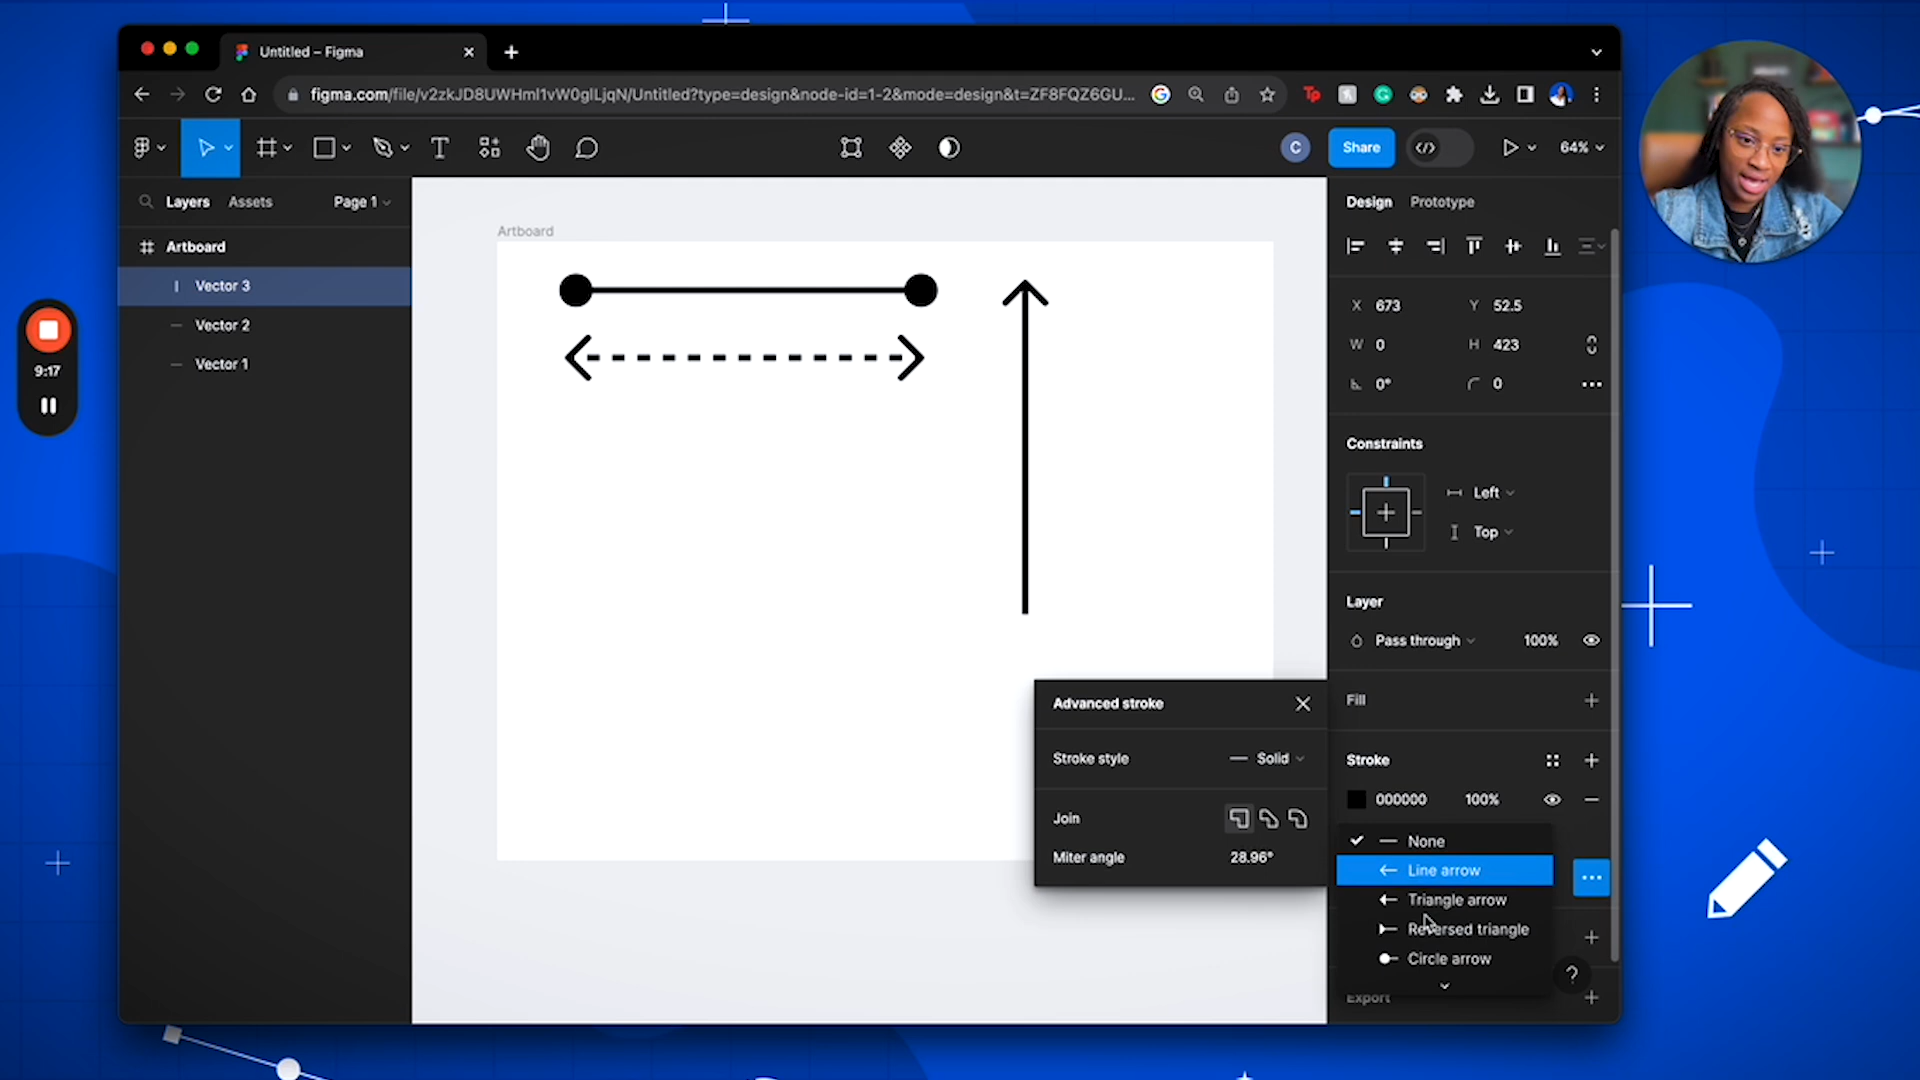 Untitled – Figma
figma.com/file/v2zkJD8UWHmI1vW0glLjqN/Untitled?type=design&node-id=1-2&mode=design&t=ZF8FQZ6GU...
C
Share
64%
Layers
Assets
Page 1
Design
Prototype
Artboard
Vector 3
Vector 2
Vector 1
9:17
Artboard
X 673
Y 52.5
W 0
H 423
0°
0
Constraints
Left
Top
Layer
Pass through
100%
Fill
Stroke
000000
100%
Advanced stroke
Stroke style
Solid
Join
Miter angle
28.96°
None
Line arrow
Triangle arrow
Reversed triangle
Circle arrow
Export
?